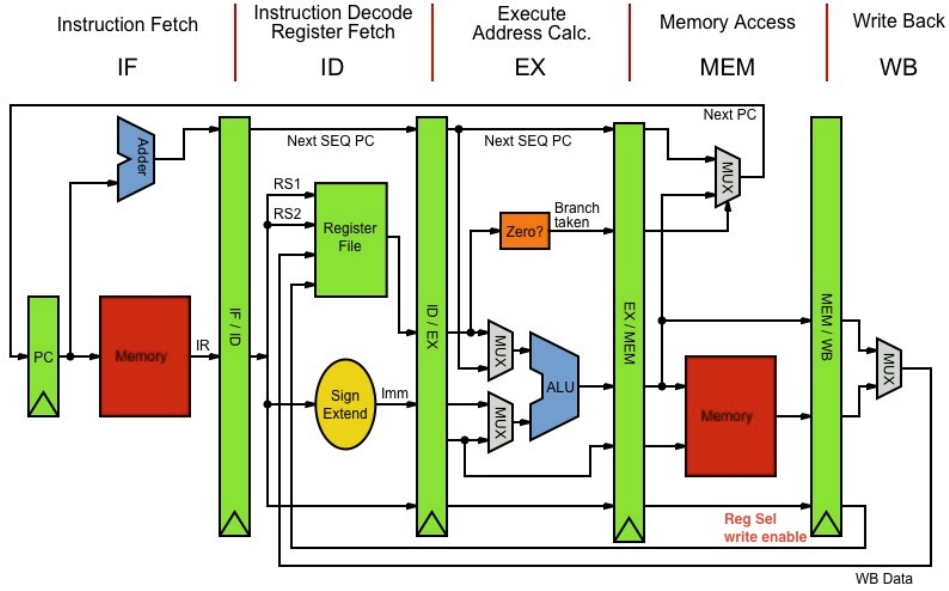 Instruction Fetch
IF
Instruction Decode
Register Fetch
ID
Execute
Address Calc.
EX
Memory Access
MEM
Write Back
WB
Next PC
Adder
Next SEQ PC
Next SEQ PC
MUX
RS1
RS2
Register
File
Branch
taken
Zero?
IF / ID
ID / EX
EX / MEM
MEM / WB
PC
Memory
IR
MUX
ALU
MUX
Sign
Extend
Imm
Memory
MUX
Reg Sel
write enable
WB Data